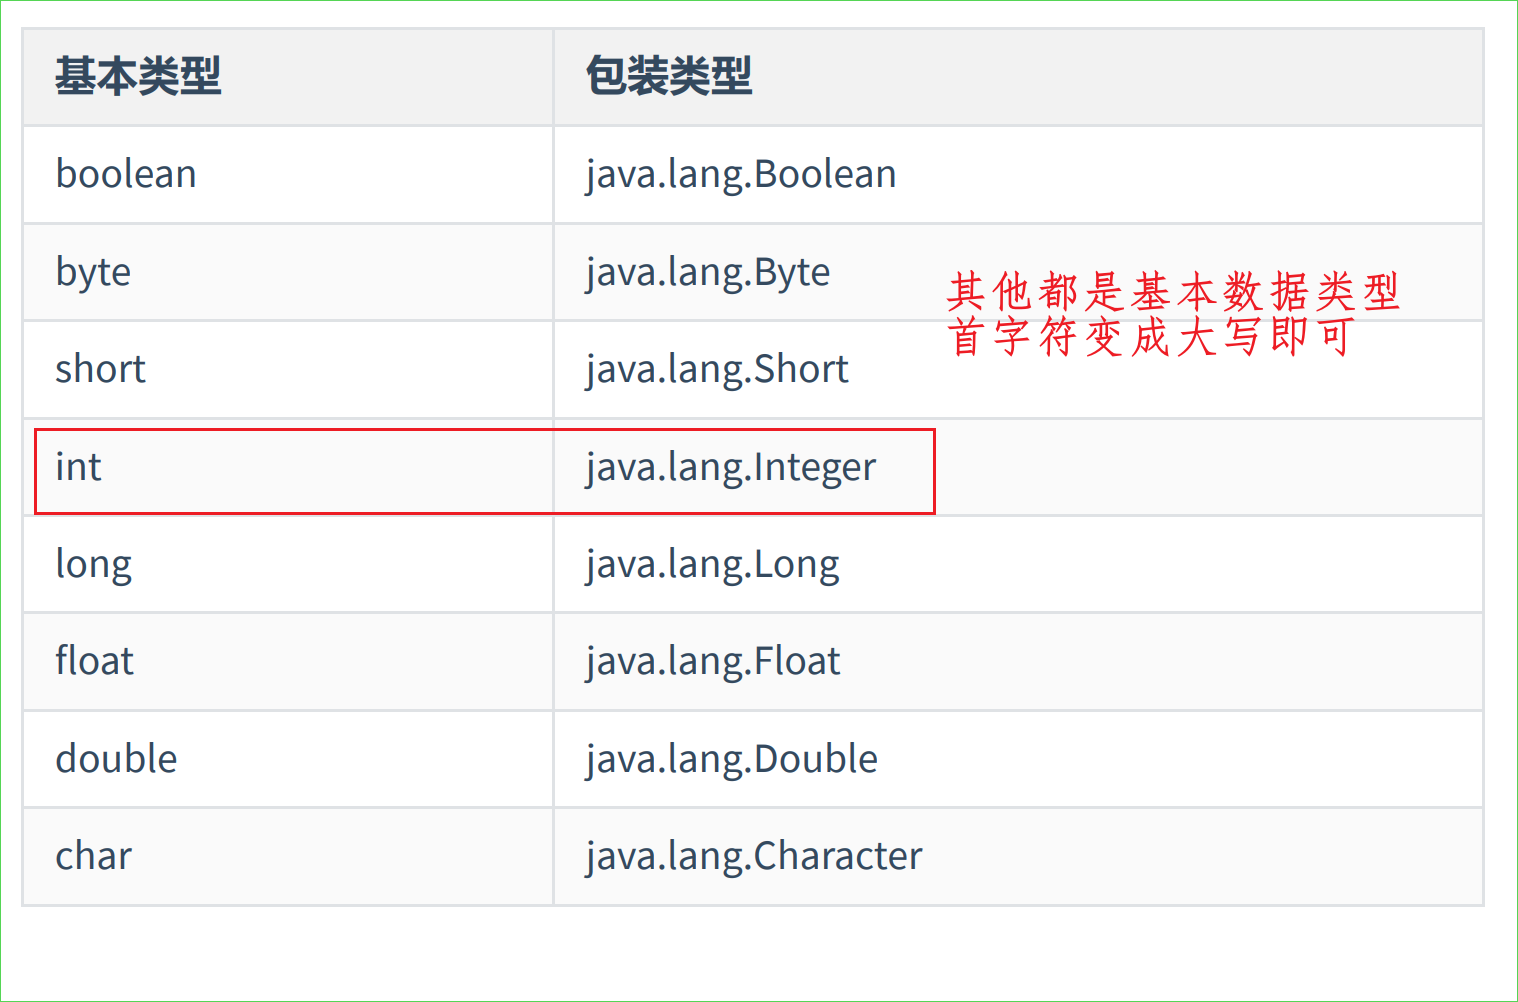 基本类型 包装类型
boolean java.lang.Boolean
byte java.lang.Byte
其他都是基本数据类型
首字符变成大写即可
short java.lang.Short
int java.lang.Integer
long java.lang.Long
float java.lang.Float
double java.lang.Double
char java.lang.Character